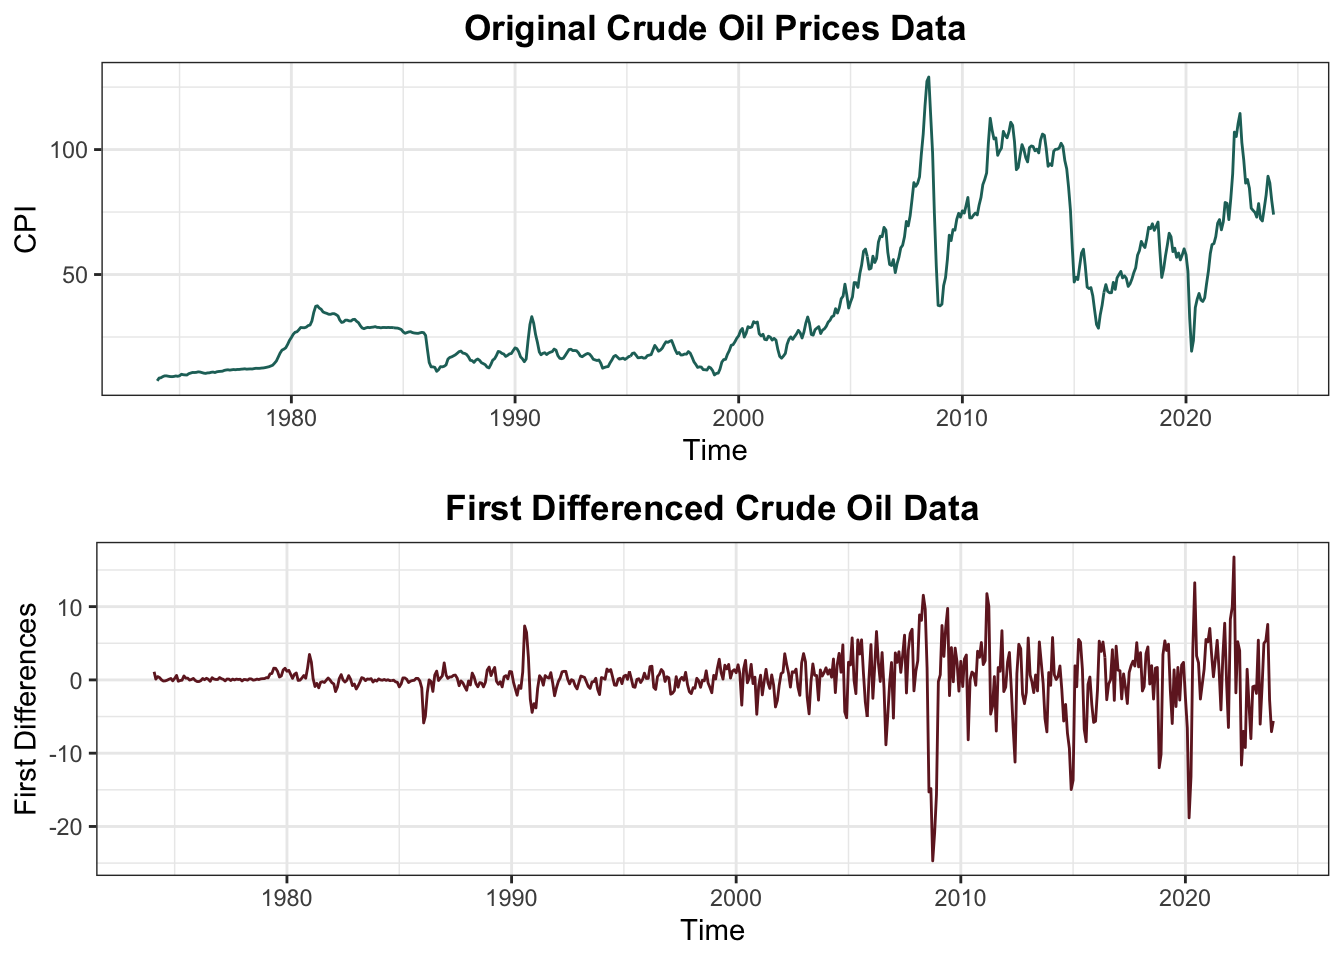 Original Crude Oil Prices Data
CPI
100
50
1980 1990 2000 2010 2020
Time
First Differenced Crude Oil Data
First Differences
10
0
-10
-20
1980 1990 2000 2010 2020
Time